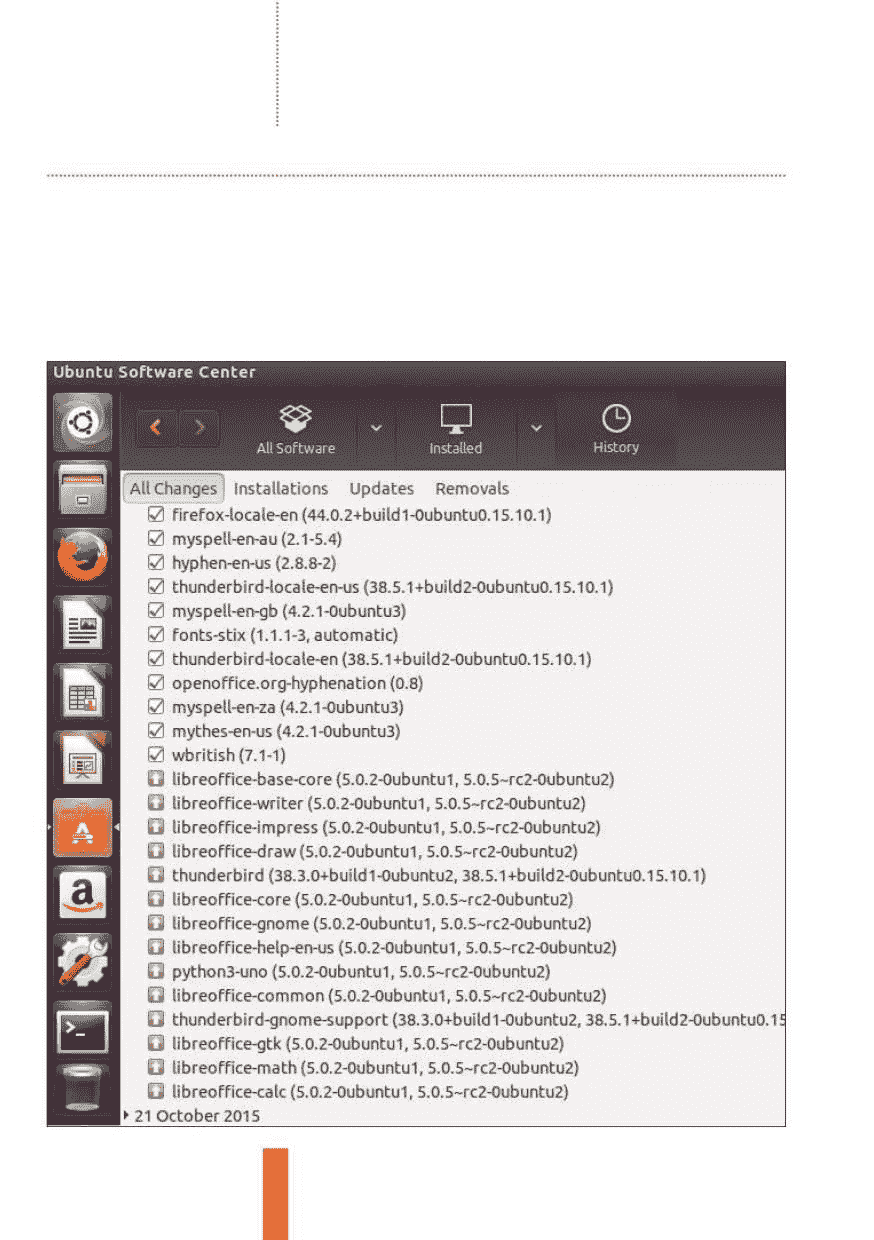 Ubuntu Software Center
All Software
Installed
History
All Changes Installations Updates Removals
firefox-locale-en (44.0.2+build1-0ubuntu0.15.10.1)
myspell-en-au (2.1-5.4)
hyphen-en-us (2.8.8-2)
thunderbird-locale-en-us (38.5.1+build2-0ubuntu0.15.10.1)
myspell-en-gb (4.2.1-0ubuntu3)
fonts-stix (1.1.1-3, automatic)
thunderbird-locale-en (38.5.1+build2-0ubuntu0.15.10.1)
openoffice.org-hyphenation (0.8)
myspell-en-za (4.2.1-0ubuntu3)
mythes-en-us (4.2.1-0ubuntu3)
wbritish (7.1-1)
libreoffice-base-core (5.0.2-0ubuntu1, 5.0.5~rc2-0ubuntu2)
libreoffice-writer (5.0.2-0ubuntu1, 5.0.5~rc2-0ubuntu2)
libreoffice-impress (5.0.2-0ubuntu1, 5.0.5~rc2-0ubuntu2)
libreoffice-draw (5.0.2-0ubuntu1, 5.0.5~rc2-0ubuntu2)
thunderbird (38.3.0+build1-0ubuntu2, 38.5.1+build2-0ubuntu0.15.10.1)
libreoffice-core (5.0.2-0ubuntu1, 5.0.5~rc2-0ubuntu2)
libreoffice-gnome (5.0.2-0ubuntu1, 5.0.5~rc2-0ubuntu2)
libreoffice-help-en-us (5.0.2-0ubuntu1, 5.0.5~rc2-0ubuntu2)
python3-uno (5.0.2-0ubuntu1, 5.0.5~rc2-0ubuntu2)
libreoffice-common (5.0.2-0ubuntu1, 5.0.5~rc2-0ubuntu2)
thunderbird-gnome-support (38.3.0+build1-0ubuntu2, 38.5.1+build2-0ubuntu0.15
libreoffice-gtk (5.0.2-0ubuntu1, 5.0.5~rc2-0ubuntu2)
libreoffice-math (5.0.2-0ubuntu1, 5.0.5~rc2-0ubuntu2)
libreoffice-calc (5.0.2-0ubuntu1, 5.0.5~rc2-0ubuntu2)
21 October 2015